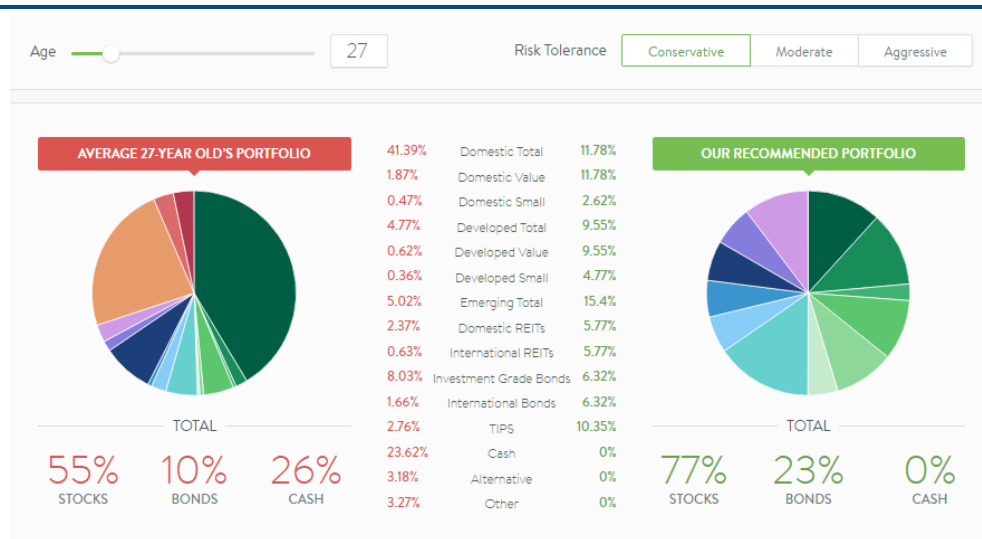 Age 27 Risk Tolerance Conservative Moderate Aggressive
AVERAGE 27-YEAR OLD'S PORTFOLIO
OUR RECOMMENDED PORTFOLIO
41.39% Domestic Total 11.78%
1.87% Domestic Value 11.78%
0.47% Domestic Small 2.62%
4.77% Developed Total 9.55%
0.62% Developed Value 9.55%
0.36% Developed Small 4.77%
5.02% Emerging Total 15.4%
2.37% Domestic REITs 5.77%
0.63% International REITs 5.77%
8.03% Investment Grade Bonds 6.32%
1.66% International Bonds 6.32%
2.76% TIPS 10.35%
23.62% Cash 0%
3.18% Alternative 0%
3.27% Other 0%
TOTAL
55% 10% 26%
STOCKS BONDS CASH
TOTAL
77% 23% 0%
STOCKS BONDS CASH